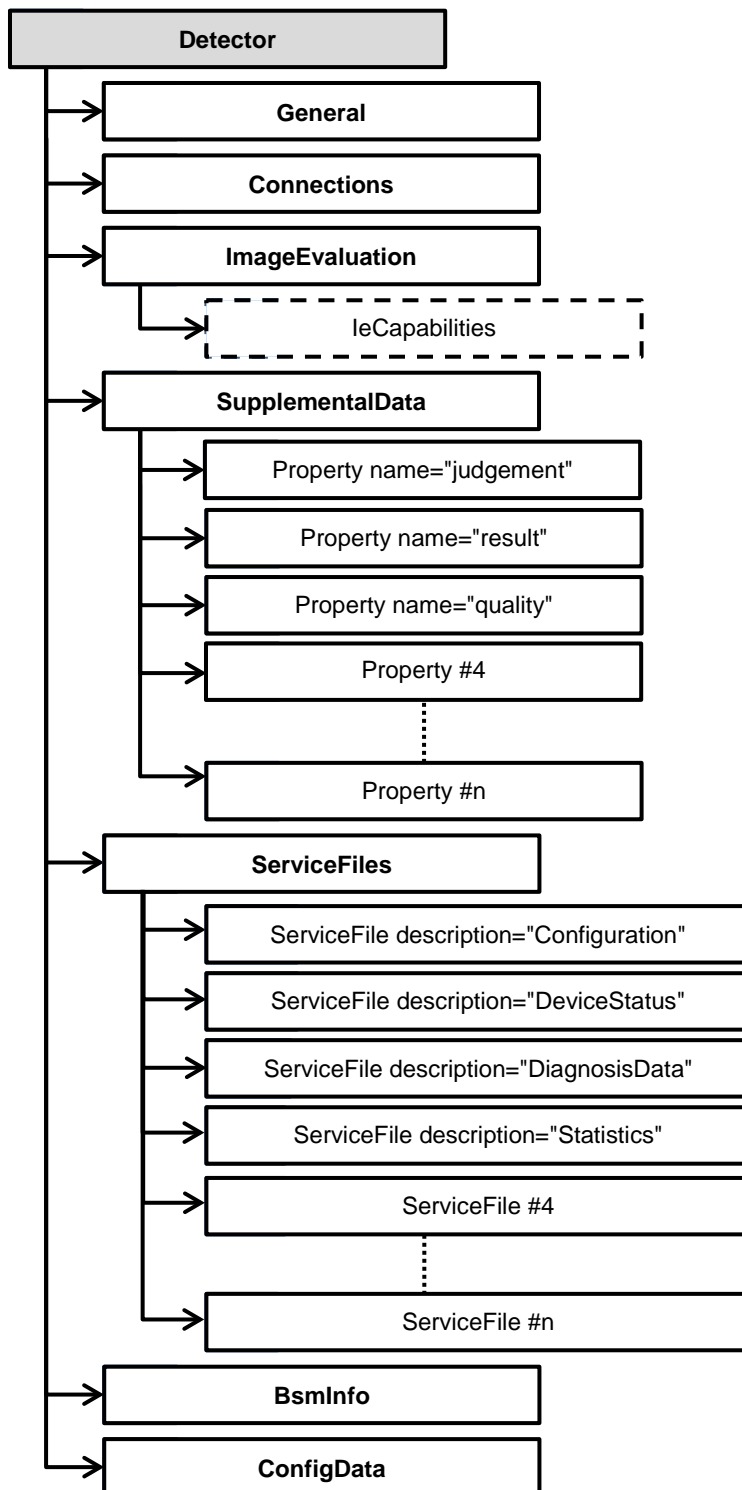 Detector
General
Connections
ImageEvaluation
IeCapabilities
SupplementalData
Property name="judgement"
Property name="result"
Property name="quality"
Property #4
Property #n
ServiceFiles
ServiceFile description="Configuration"
ServiceFile description="DeviceStatus"
ServiceFile description="DiagnosisData"
ServiceFile description="Statistics"
ServiceFile #4
ServiceFile #n
BsmInfo
ConfigData